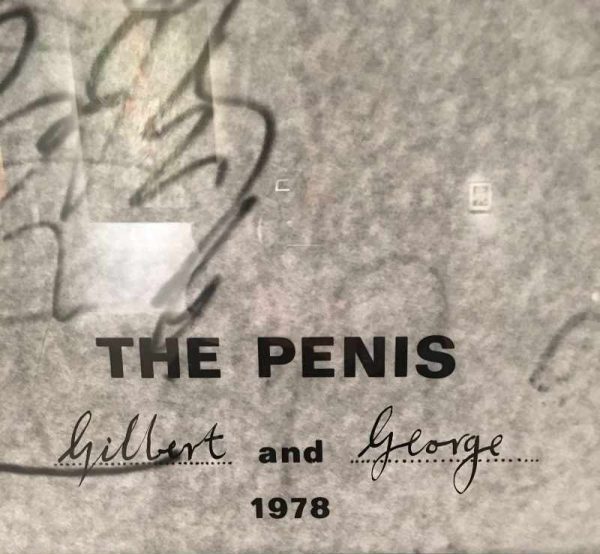 THE PENIS
Gilbert and George
1978